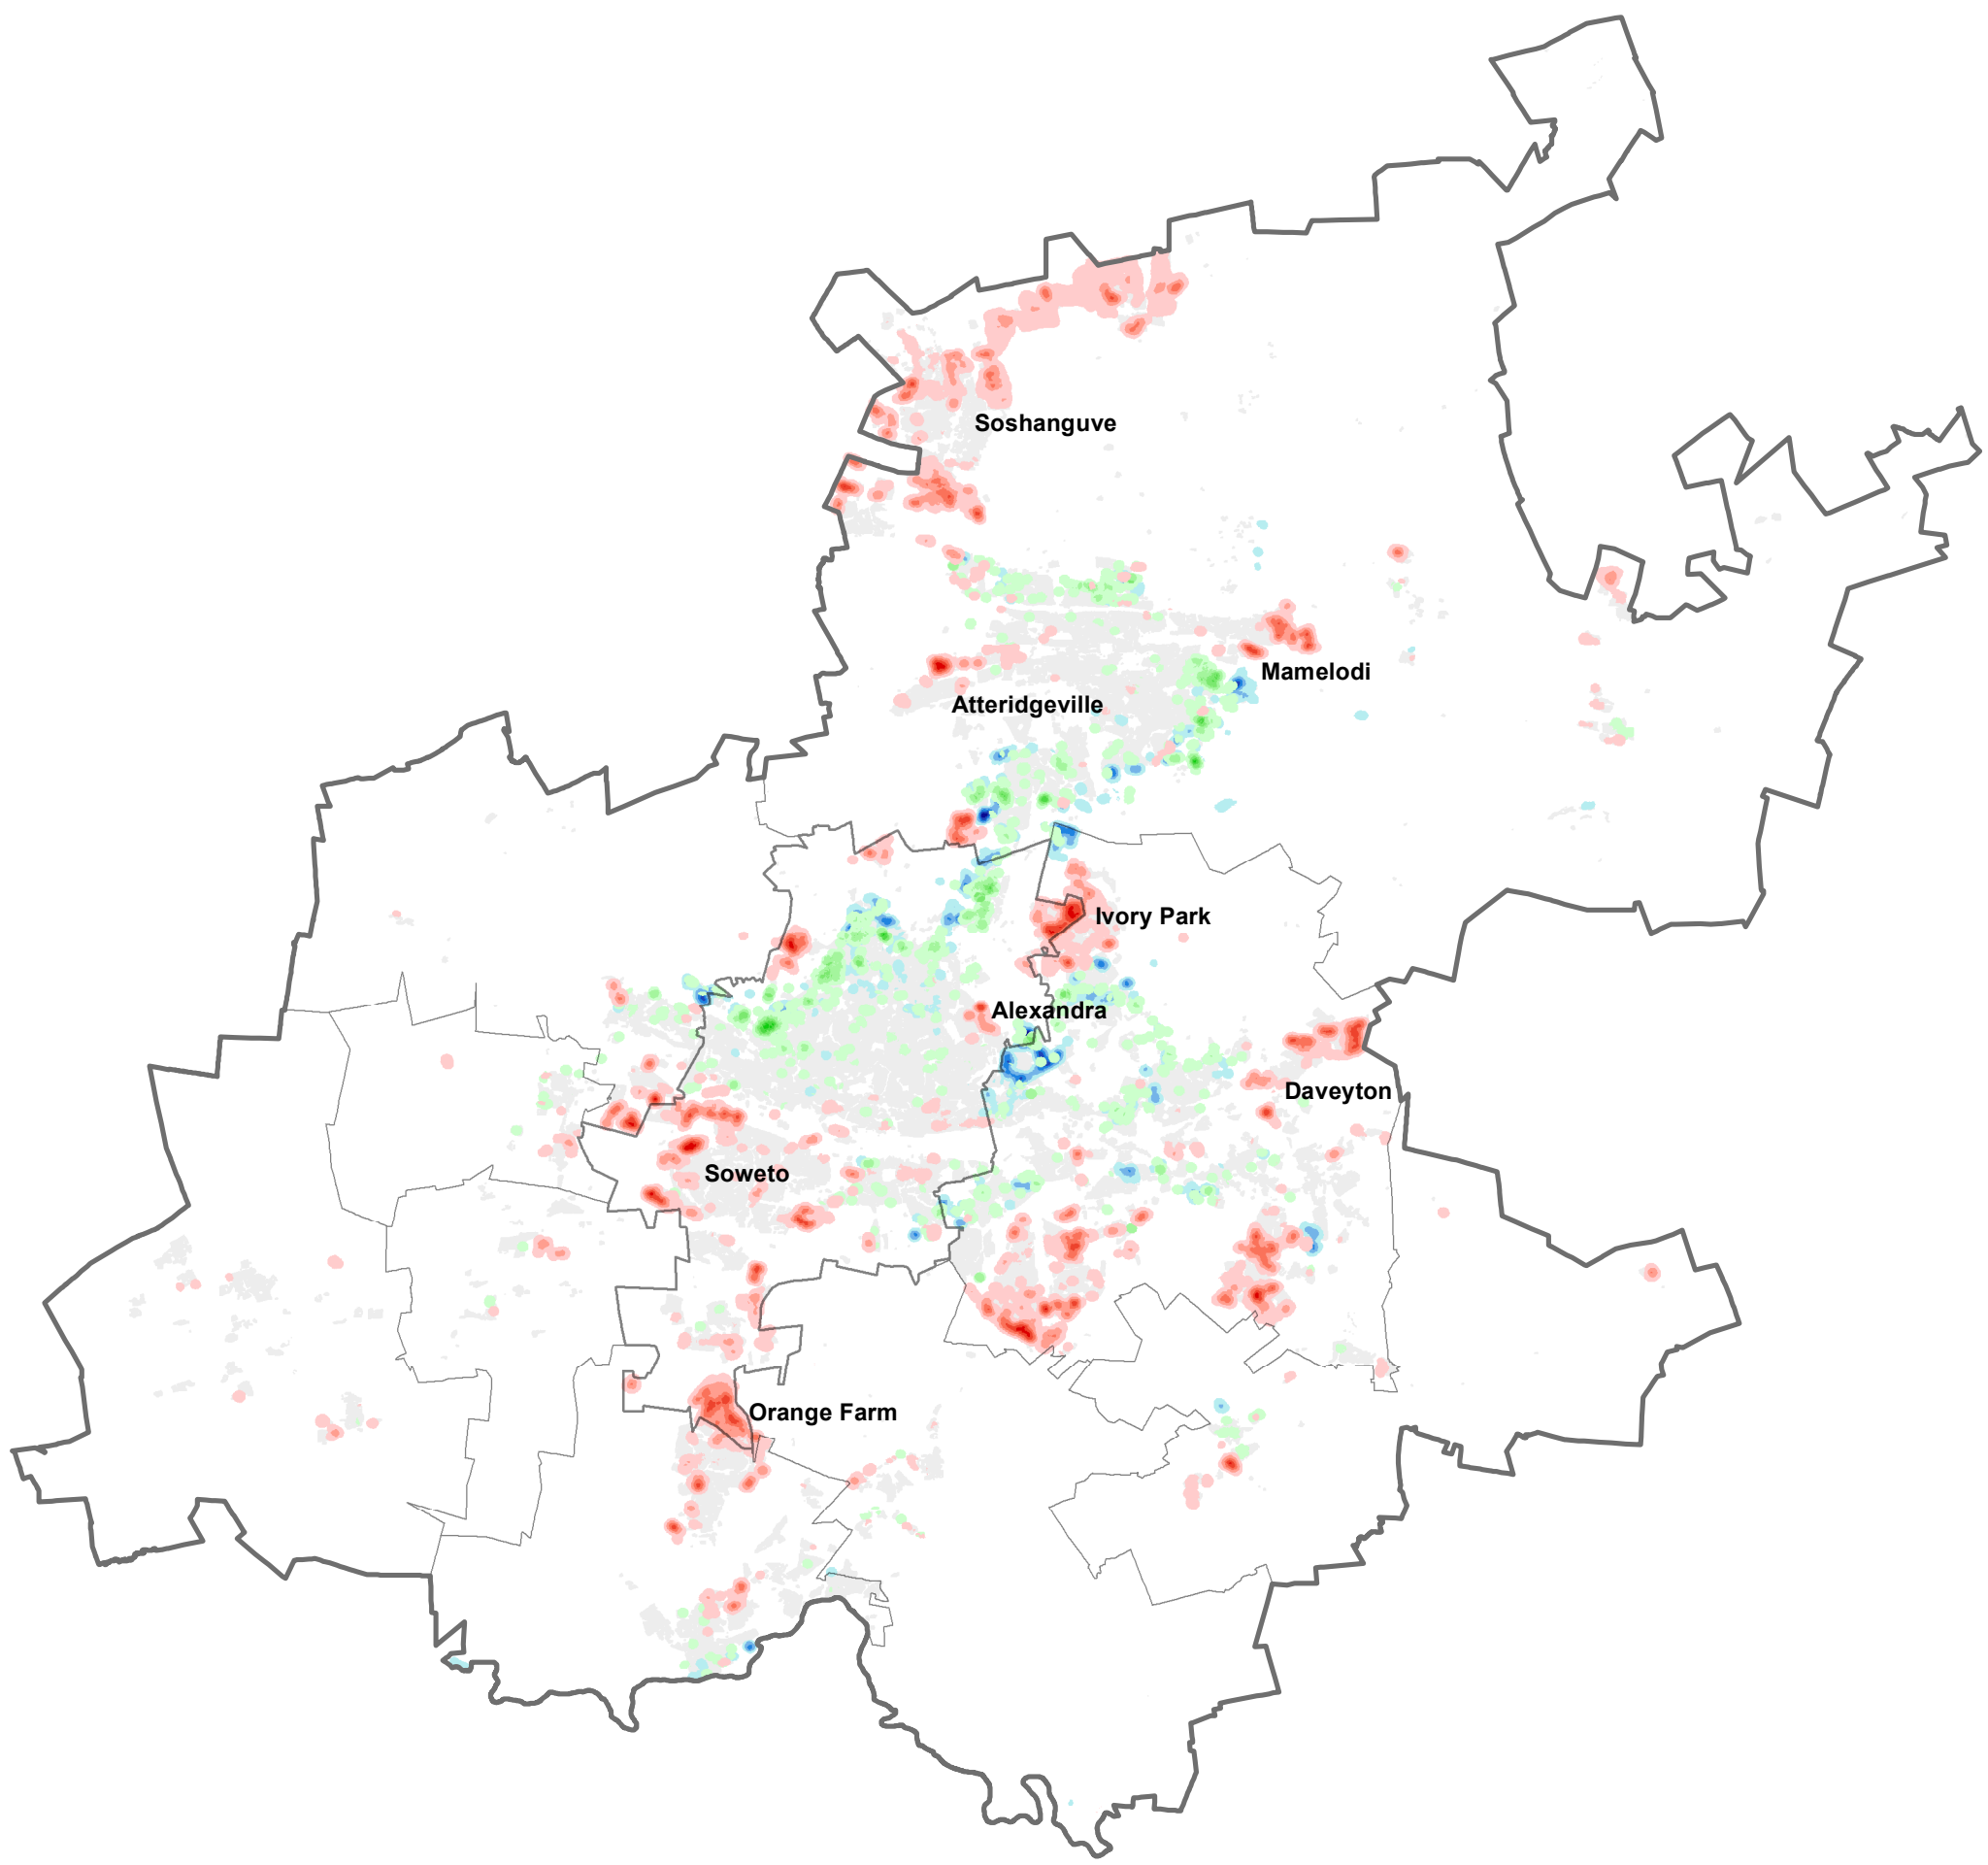 Soshanguve
Mamelodi
Atteridgeville
Ivory Park
Alexandra
Daveyton
Soweto
Orange Farm